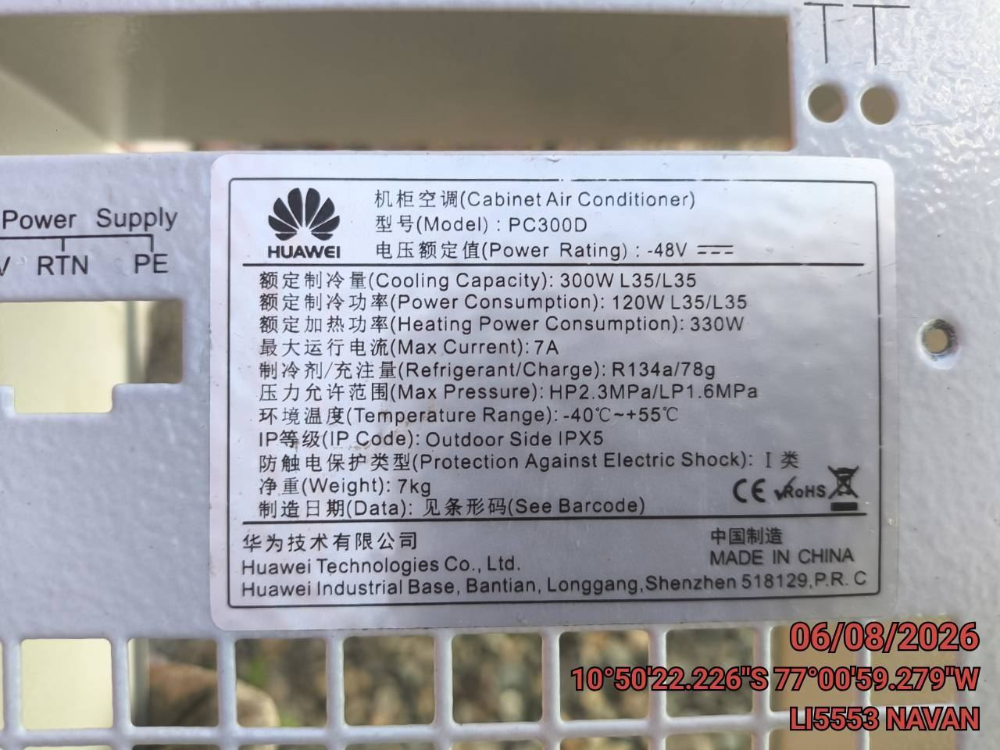 Power Supply
V RTN PE
HUAWEI
机柜空调(Cabinet Air Conditioner)
型号(Model) : PC300D
电压额定值(Power Rating) : -48V
额定制冷量(Cooling Capacity): 300W L35/L35
额定制冷功率(Power Consumption): 120W L35/L35
额定加热功率(Heating Power Consumption): 330W
最大运行电流(Max Current): 7A
制冷剂/充注量(Refrigerant/Charge): R134a/78g
压力允许范围(Max Pressure): HP2.3MPa/LP1.6MPa
环境温度(Temperature Range): -40℃~+55℃
IP等级(IP Code): Outdoor Side IPX5
防触电保护类型(Protection Against Electric Shock): I 类
净重(Weight): 7kg
CE RoHS
制造日期(Data): 见条形码(See Barcode)
华为技术有限公司
中国制造
Huawei Technologies Co., Ltd.
MADE IN CHINA
Huawei Industrial Base, Bantian, Longgang,Shenzhen 518129,P.R. C
06/08/2026
10°50'22.226"S 77°00'59.279"W
LI5553 NAVAN